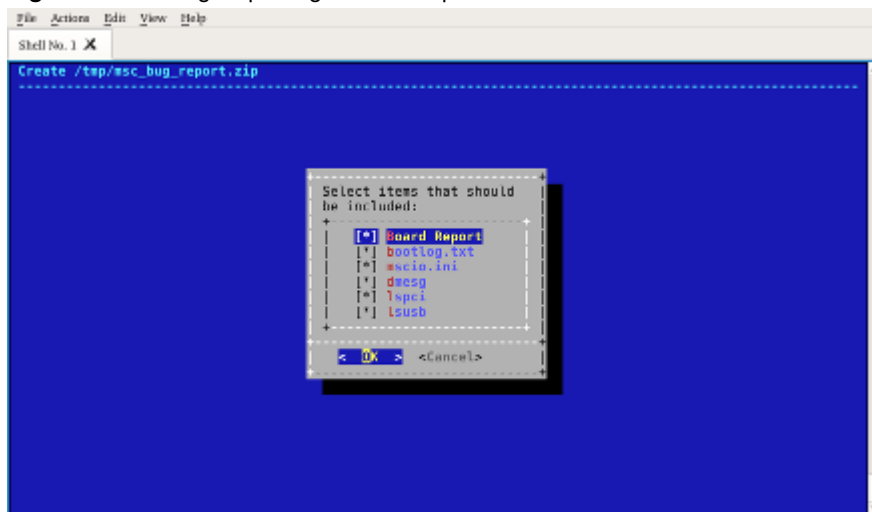 File Actions Edit View Help
Shell No. 1 X
Create /tmp/msc_bug_report.zip
Select items that should
be included:
[*] Board Report
[*] bootlog.txt
[*] mscio.ini
[*] dmesg
[*] lspci
[*] lsusb
< OK > <Cancel>